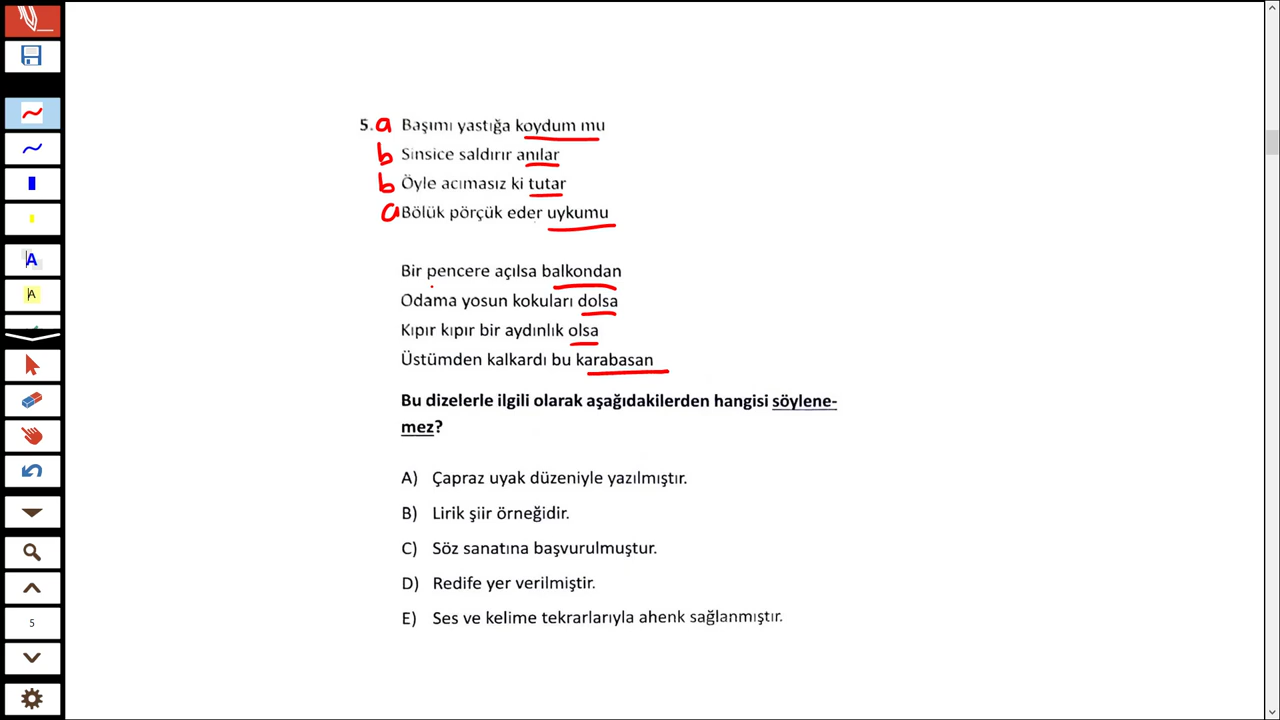 5. a Başımı yastığa koydum mu
b Sinsice saldırır anılar
b Öyle acımasız ki tutar
a Bölük pörçük eder uykumu
Bir pencere açılsa balkondan
Odama yosun kokuları dolsa
Kıpır kıpır bir aydınlık olsa
Üstümden kalkardı bu karabasan
Bu dizelerle ilgili olarak aşağıdakilerden hangisi söylene-
mez?
A) Çapraz uyak düzeniyle yazılmıştır.
B) Lirik şiir örneğidir.
C) Söz sanatına başvurulmuştur.
D) Redife yer verilmiştir.
E) Ses ve kelime tekrarlarıyla ahenk sağlanmıştır.
A
A
5